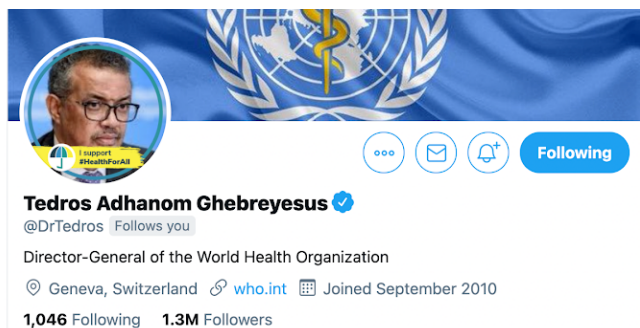 I support
#HealthForAll
Following
Tedros Adhanom Ghebreyesus
@DrTedros Follows you
Director-General of the World Health Organization
Geneva, Switzerland who.int Joined September 2010
1,046 Following 1.3M Followers